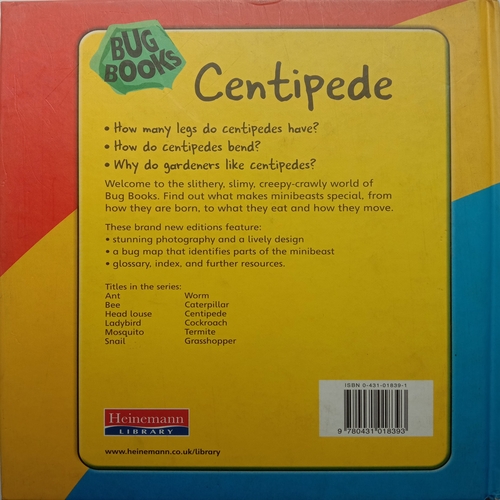 BUG
BOOKS
Centipede
• How many legs do centipedes have?
• How do centipedes bend?
• Why do gardeners like centipedes?
Welcome to the slithery, slimy, creepy-crawly world of
Bug Books. Find out what makes minibeasts special, from
how they are born, to what they eat and how they move.
These brand new editions feature:
• stunning photography and a lively design
• a bug map that identifies parts of the minibeast
• glossary, index, and further resources.
Titles in the series:
Ant Worm
Bee Caterpillar
Head louse Centipede
Ladybird Cockroach
Mosquito Termite
Snail Grasshopper
ISBN 0-431-01839-1
9 780431 018393
Heinemann
LIBRARY
www.heinemann.co.uk/library